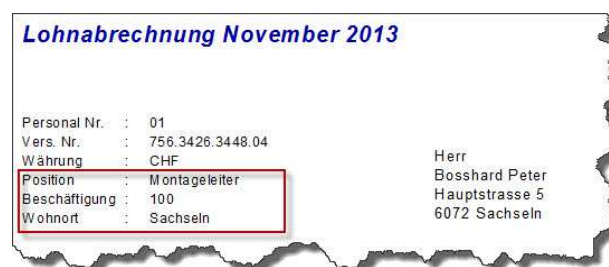 Lohnabrechnung November 2013
Personal Nr. : 01
Vers. Nr. : 756.3426.3448.04
Währung : CHF
Position : Montageleiter
Beschäftigung : 100
Wohnort : Sachseln
Herr
Bosshard Peter
Hauptstrasse 5
6072 Sachseln